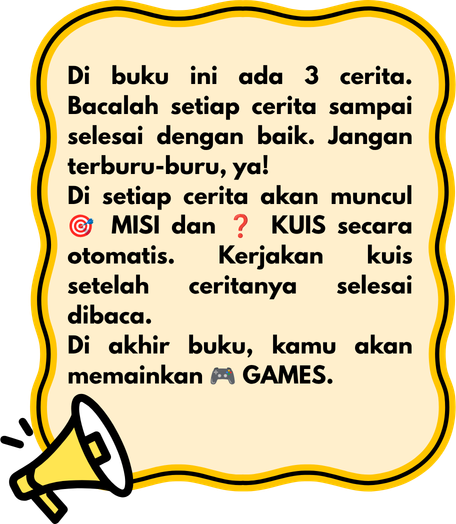 Di buku ini ada 3 cerita.
Bacalah setiap cerita sampai
selesai dengan baik. Jangan
terburu-buru, ya!
Di setiap cerita akan muncul
🎯 MISI dan ❓ KUIS secara
otomatis. Kerjakan kuis
setelah ceritanya selesai
dibaca.
Di akhir buku, kamu akan
memainkan 🎮 GAMES.